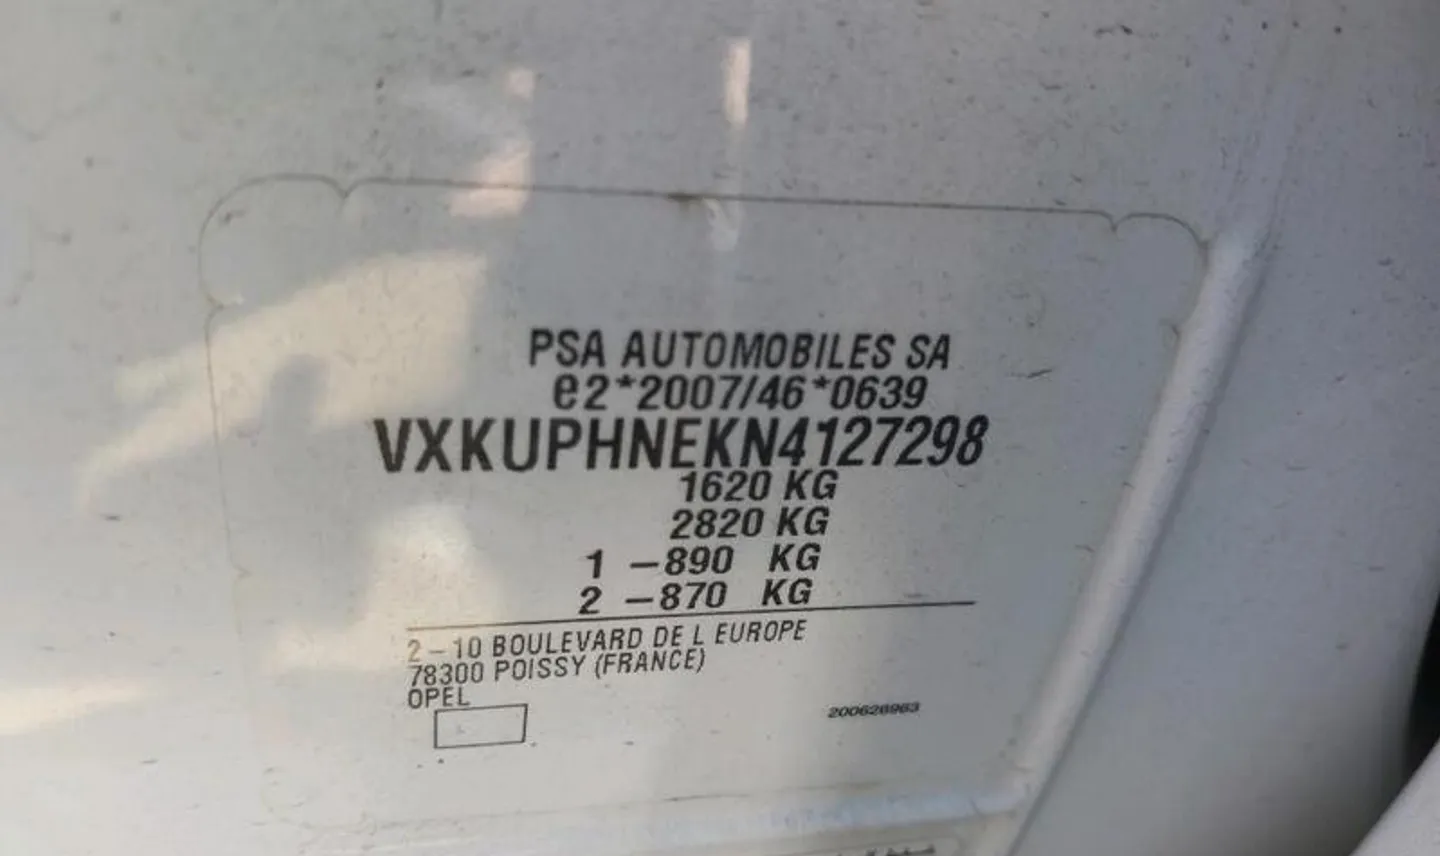 PSA AUTOMOBILES SA
e2*2007/46*0639
VXKUPHNEKN4127298
1620 KG
2820 KG
1 -890 KG
2 -870 KG
2-10 BOULEVARD DE L EUROPE
78300 POISSY (FRANCE)
OPEL
200628963